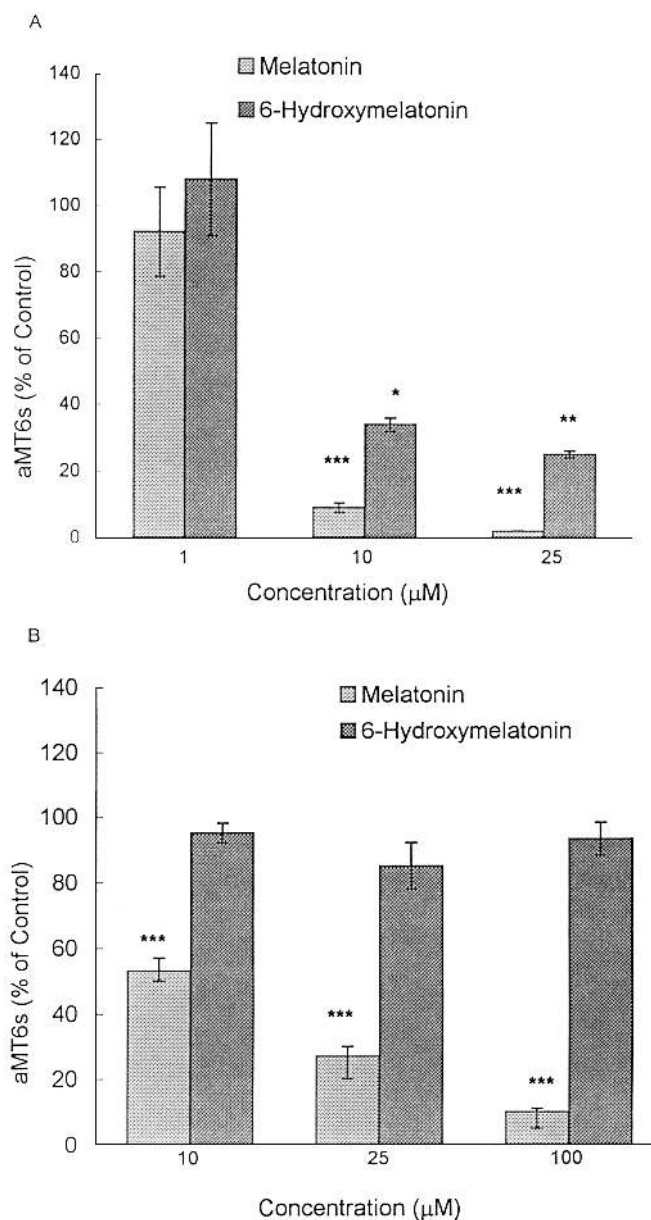 A
Melatonin
6-Hydroxymelatonin
aMT6s (% of Control)
140
120
100
80
60
40
20
0
***
*
***
**
1 10 25
Concentration (µM)
B
Melatonin
6-Hydroxymelatonin
aMT6s (% of Control)
140
120
100
80
60
40
20
0
***
***
***
10 25 100
Concentration (µM)